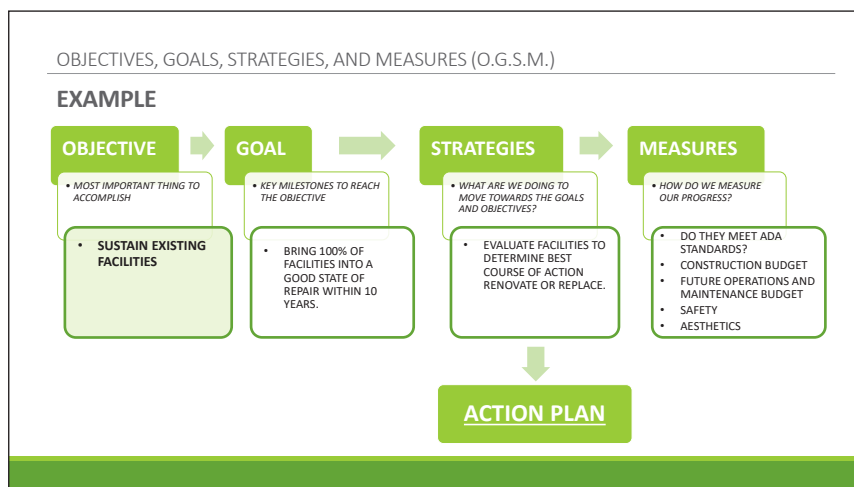 OBJECTIVES, GOALS, STRATEGIES, AND MEASURES (O.G.S.M.)
EXAMPLE
OBJECTIVE
• MOST IMPORTANT THING TO
ACCOMPLISH
• SUSTAIN EXISTING
FACILITIES
GOAL
• KEY MILESTONES TO REACH
THE OBJECTIVE
• BRING 100% OF
FACILITIES INTO A
GOOD STATE OF
REPAIR WITHIN 10
YEARS.
STRATEGIES
• WHAT ARE WE DOING TO
MOVE TOWARDS THE GOALS
AND OBJECTIVES?
• EVALUATE FACILITIES TO
DETERMINE BEST
COURSE OF ACTION
RENOVATE OR REPLACE.
MEASURES
• HOW DO WE MEASURE
OUR PROGRESS?
• DO THEY MEET ADA
STANDARDS?
• CONSTRUCTION BUDGET
• FUTURE OPERATIONS AND
MAINTENANCE BUDGET
• SAFETY
• AESTHETICS
ACTION PLAN